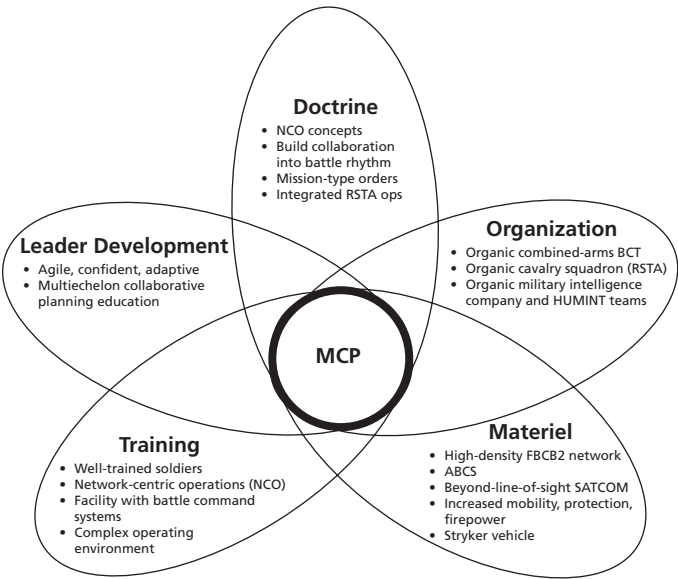 Doctrine
• NCO concepts
• Build collaboration
into battle rhythm
• Mission-type orders
• Integrated RSTA ops
Leader Development
• Agile, confident, adaptive
• Multiechelon collaborative
planning education
Organization
• Organic combined-arms BCT
• Organic cavalry squadron (RSTA)
• Organic military intelligence
company and HUMINT teams
MCP
Training
• Well-trained soldiers
• Network-centric operations (NCO)
• Facility with battle command
systems
• Complex operating
environment
Materiel
• High-density FBCB2 network
• ABCS
• Beyond-line-of-sight SATCOM
• Increased mobility, protection,
firepower
• Stryker vehicle